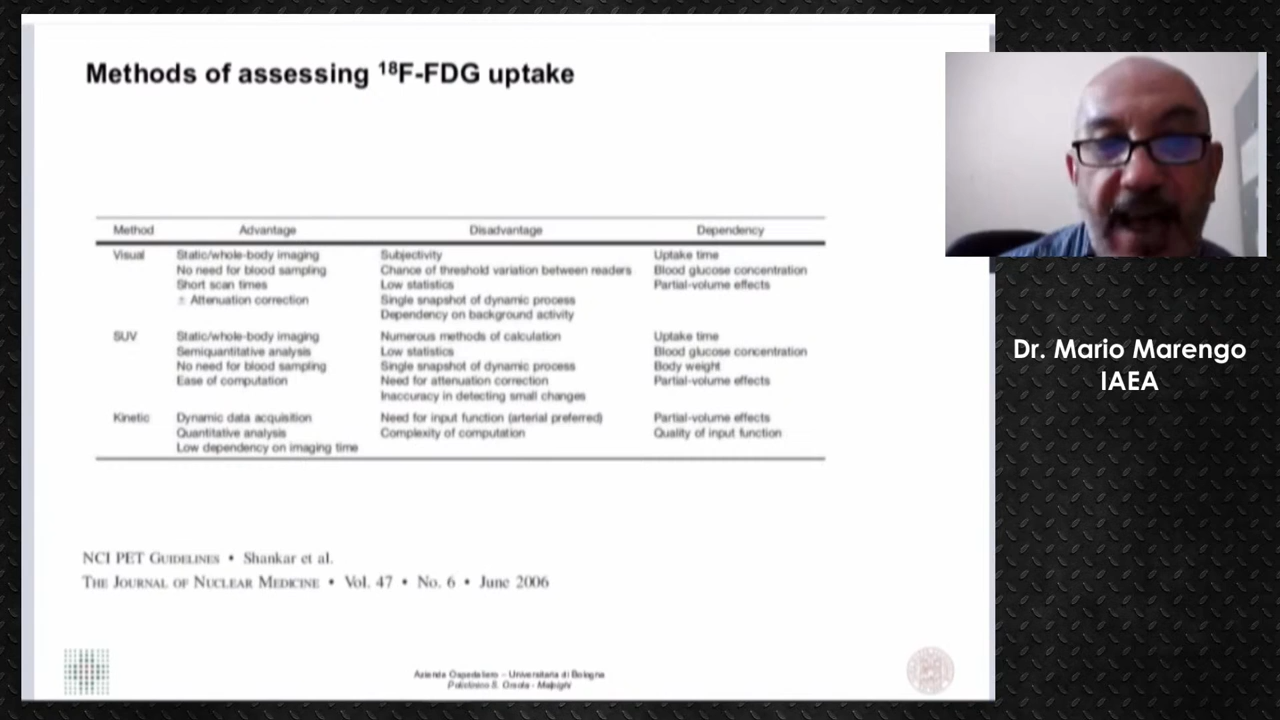 Methods of assessing ¹⁸F-FDG uptake
Method Advantage Disadvantage Dependency
Visual Static/whole-body imaging Subjectivity Uptake time
No need for blood sampling Chance of threshold variation between readers Blood glucose concentration
Short scan times Low statistics Partial-volume effects
± Attenuation correction Single snapshot of dynamic process
Dependency on background activity
SUV Static/whole-body imaging Numerous methods of calculation Uptake time
Semiquantitative analysis Low statistics Blood glucose concentration
No need for blood sampling Single snapshot of dynamic process Body weight
Ease of computation Need for attenuation correction Partial-volume effects
Inaccuracy in detecting small changes
Kinetic Dynamic data acquisition Need for input function (arterial preferred) Partial-volume effects
Quantitative analysis Complexity of computation Quality of input function
Low dependency on imaging time
NCI PET GUIDELINES • Shankar et al.
THE JOURNAL OF NUCLEAR MEDICINE • Vol. 47 • No. 6 • June 2006
Azienda Ospedaliero – Universitaria di Bologna
Policlinico S. Orsola - Malpighi
Dr. Mario Marengo
IAEA